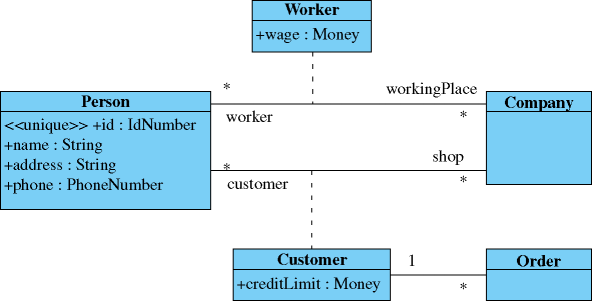 Worker
+wage : Money
* workingPlace
Person
Company
worker *
<<unique>> +id : IdNumber
+name : String
+address : String
+phone : PhoneNumber
* shop
customer *
Customer
+creditLimit : Money
1
*
Order